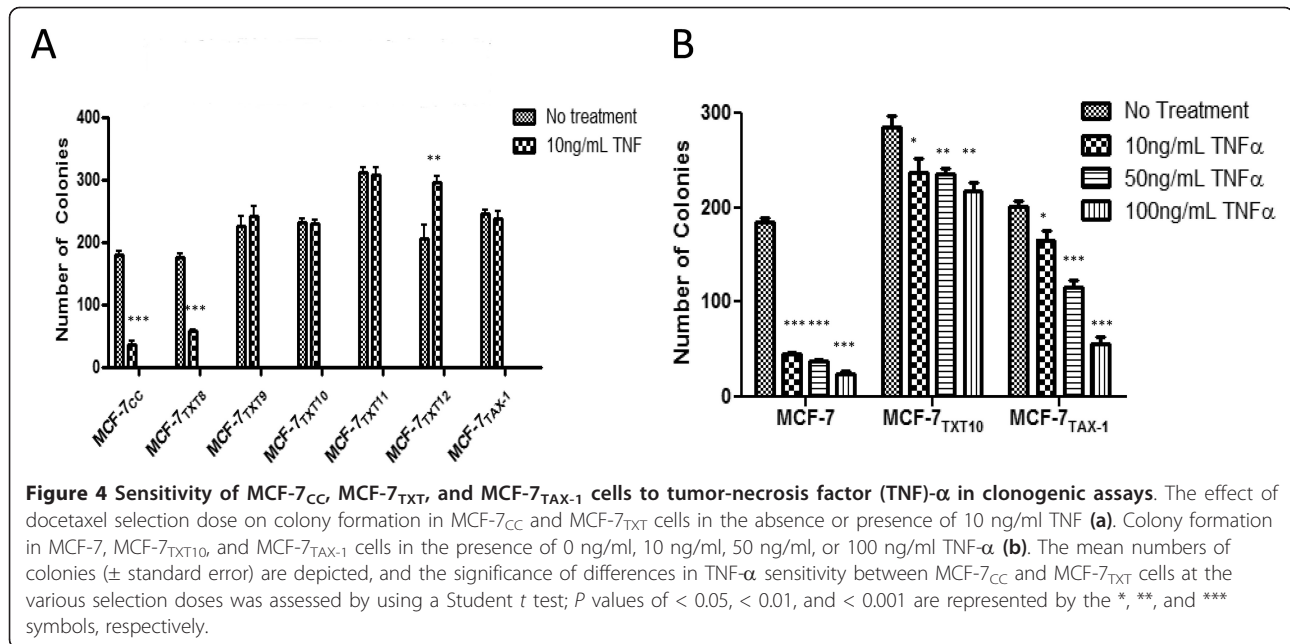 A
B
400
300
200
100
0
Number of Colonies
No treatment
10ng/mL TNF
***
***
**
MCF-7CC
MCF-7TXT8
MCF-7TXT9
MCF-7TXT10
MCF-7TXT11
MCF-7TXT12
MCF-7TAX-1
300
200
100
0
Number of Colonies
No Treatment
10ng/mL TNFα
50ng/mL TNFα
100ng/mL TNFα
***
***
***
*
**
**
*
***
***
MCF-7
MCF-7TXT10
MCF-7TAX-1
Figure 4 Sensitivity of MCF-7CC, MCF-7TXT, and MCF-7TAX-1 cells to tumor-necrosis factor (TNF)-α in clonogenic assays. The effect of
docetaxel selection dose on colony formation in MCF-7CC and MCF-7TXT cells in the absence or presence of 10 ng/ml TNF (a). Colony formation
in MCF-7, MCF-7TXT10, and MCF-7TAX-1 cells in the presence of 0 ng/ml, 10 ng/ml, 50 ng/ml, or 100 ng/ml TNF-α (b). The mean numbers of
colonies (± standard error) are depicted, and the significance of differences in TNF-α sensitivity between MCF-7CC and MCF-7TXT cells at the
various selection doses was assessed by using a Student t test; P values of < 0.05, < 0.01, and < 0.001 are represented by the *, **, and ***
symbols, respectively.